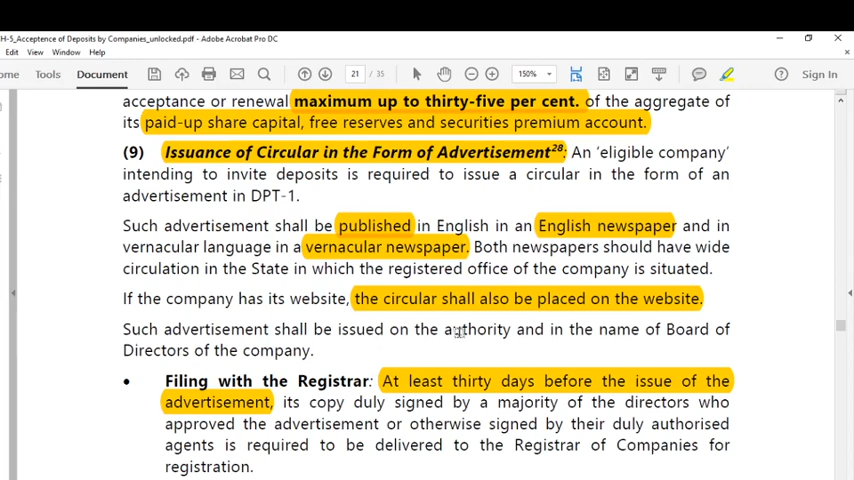 H-5_Acceptance of Deposits by Companies_unlocked.pdf - Adobe Acrobat Pro DC
Edit View Window Help
ome Tools Document 21 / 35 150% Sign In
acceptance or renewal maximum up to thirty-five per cent. of the aggregate of
its paid-up share capital, free reserves and securities premium account.
(9) Issuance of Circular in the Form of Advertisement28: An ‘eligible company’
intending to invite deposits is required to issue a circular in the form of an
advertisement in DPT-1.
Such advertisement shall be published in English in an English newspaper and in
vernacular language in a vernacular newspaper. Both newspapers should have wide
circulation in the State in which the registered office of the company is situated.
If the company has its website, the circular shall also be placed on the website.
Such advertisement shall be issued on the authority and in the name of Board of
Directors of the company.
• Filing with the Registrar: At least thirty days before the issue of the
advertisement, its copy duly signed by a majority of the directors who
approved the advertisement or otherwise signed by their duly authorised
agents is required to be delivered to the Registrar of Companies for
registration.